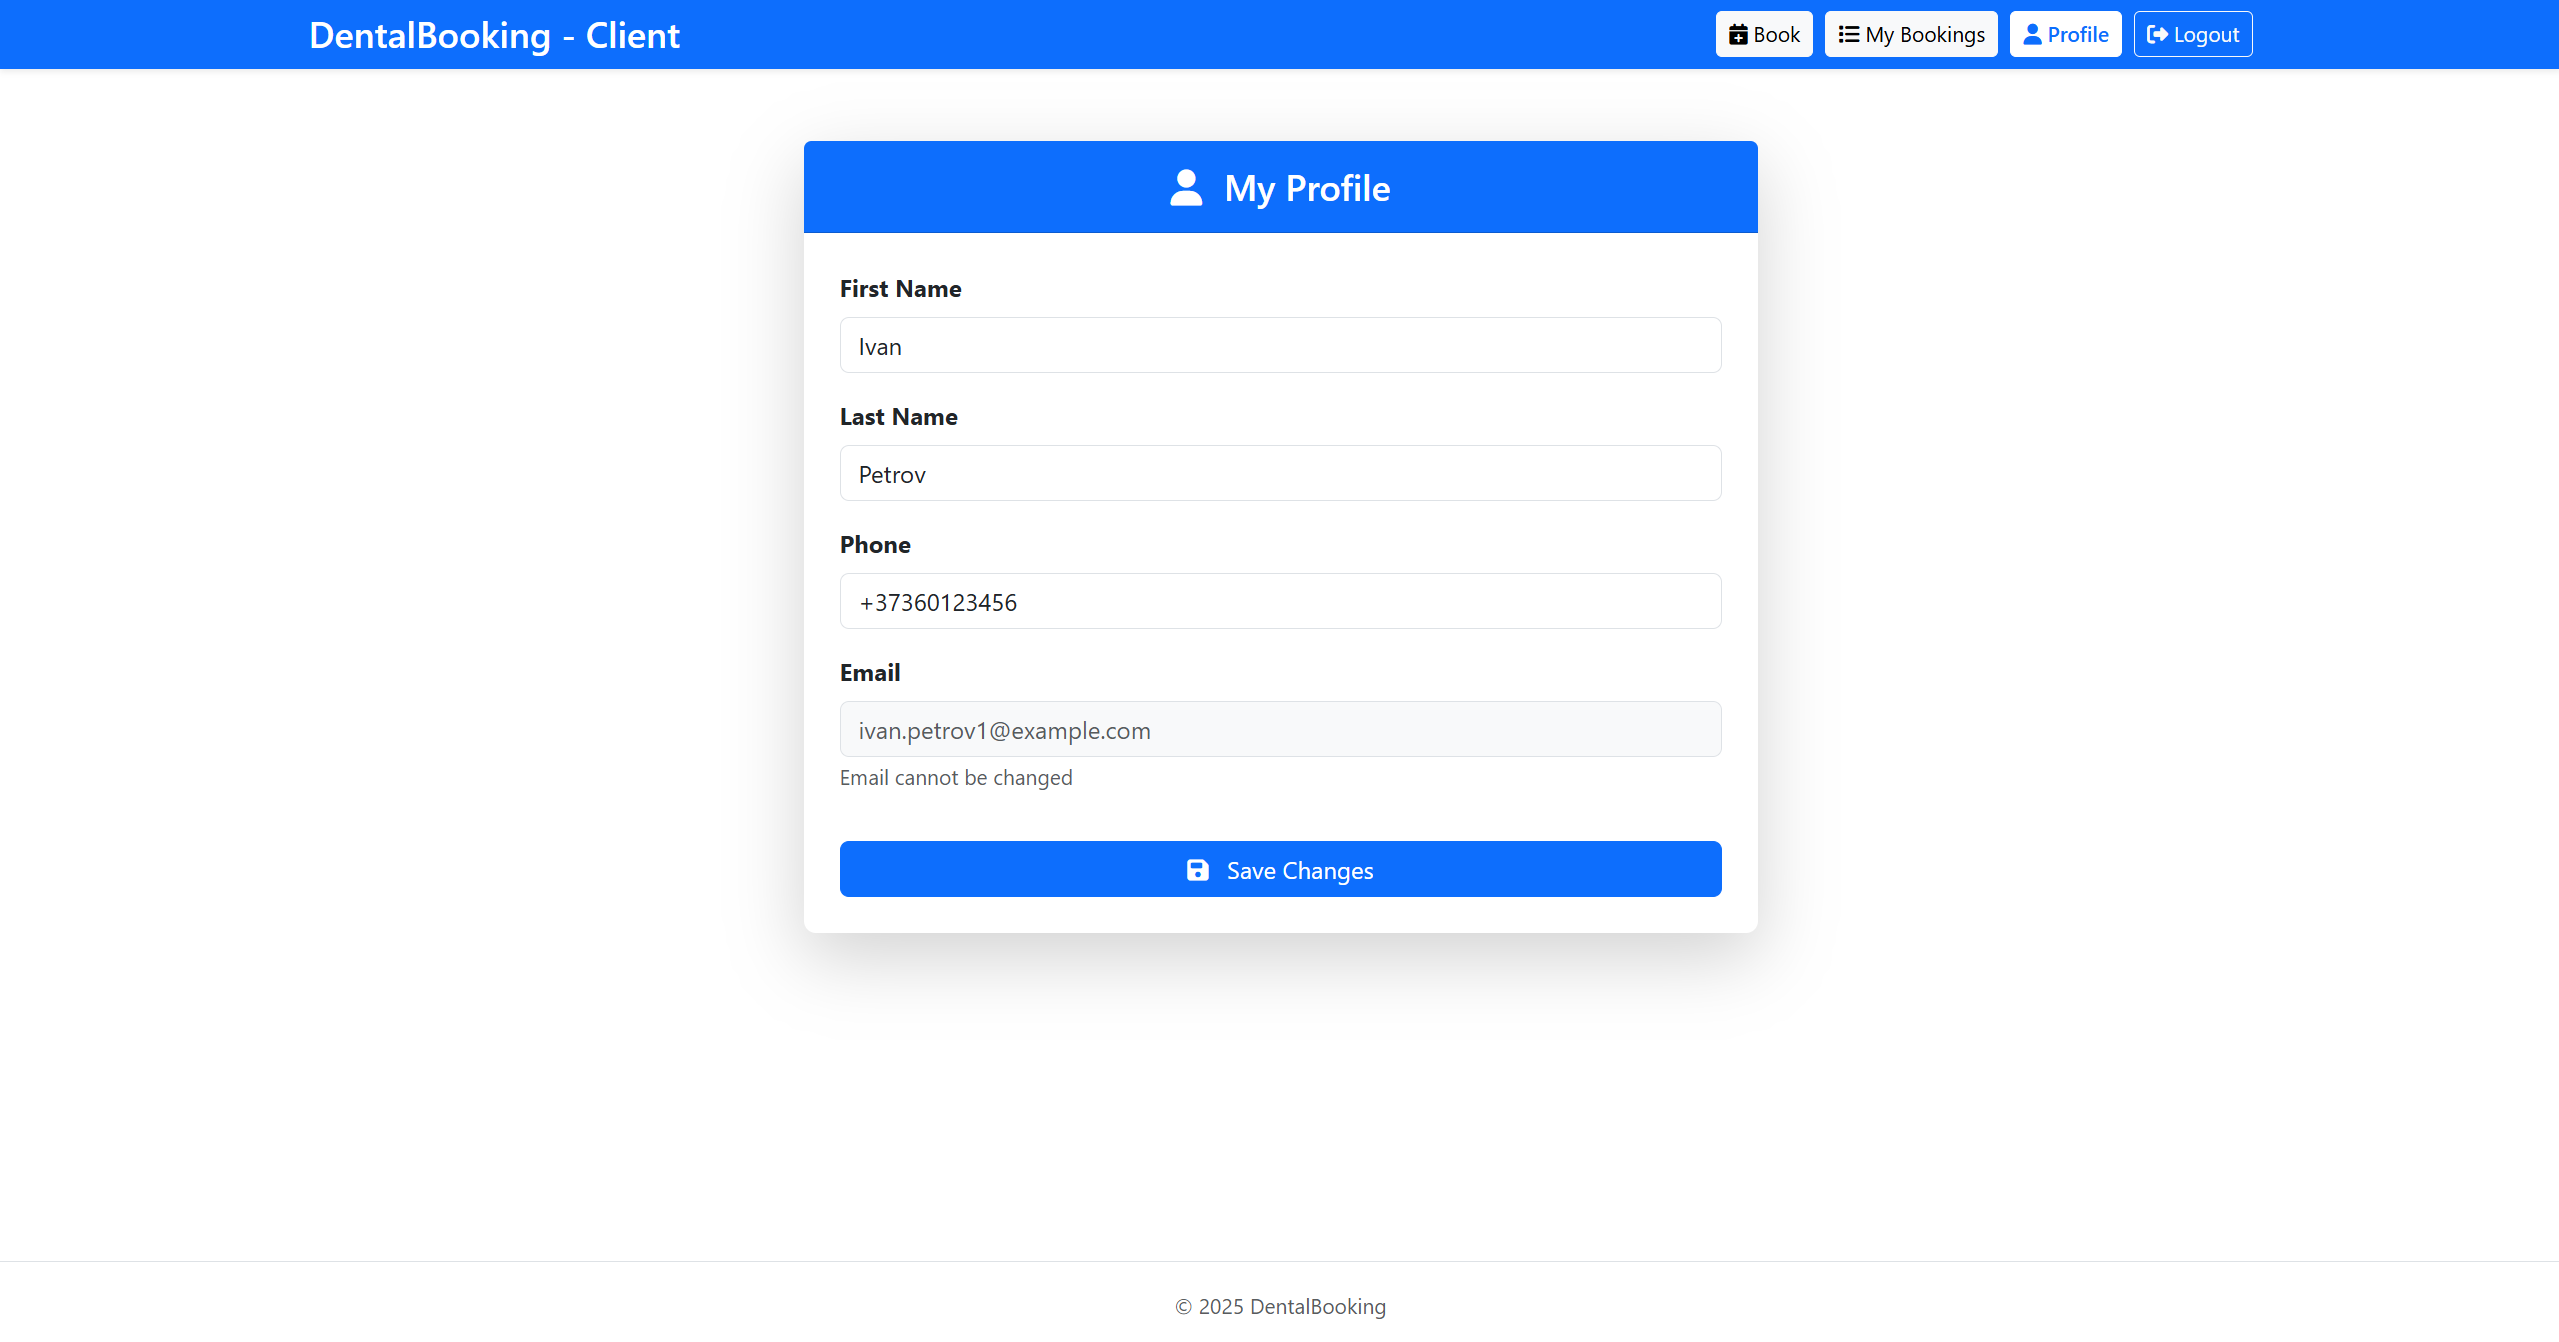 DentalBooking - Client
Book
My Bookings
Profile
Logout
My Profile
First Name
Ivan
Last Name
Petrov
Phone
+37360123456
Email
ivan.petrov1@example.com
Email cannot be changed
Save Changes
© 2025 DentalBooking